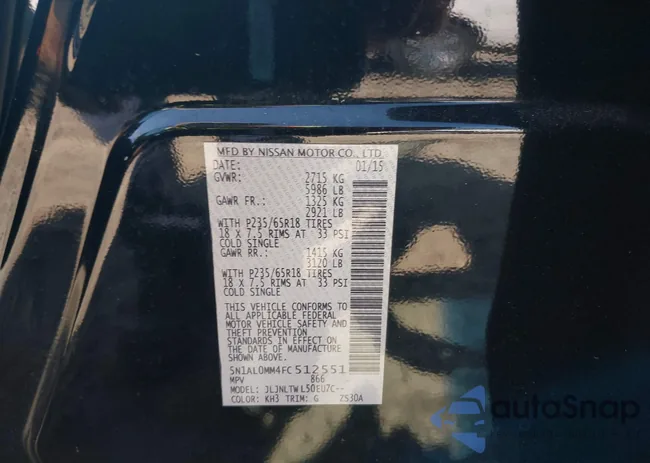 MFD BY NISSAN MOTOR CO., LTD.
DATE: 01/15
GVWR: 2715 KG
5986 LB
GAWR FR.: 1325 KG
2921 LB
WITH P235/65R18 TIRES
18 X 7.5 RIMS AT 33 PSI
COLD SINGLE
GAWR RR.: 1415 KG
3120 LB
WITH P235/65R18 TIRES
18 X 7.5 RIMS AT 33 PSI
COLD SINGLE
THIS VEHICLE CONFORMS TO
ALL APPLICABLE FEDERAL
MOTOR VEHICLE SAFETY AND
THEFT PREVENTION
STANDARDS IN EFFECT ON
THE DATE OF MANUFACTURE
SHOWN ABOVE.
5N1AL0MM4FC512551
MPV 866
MODEL: JLJNLTWL50EU7C--
COLOR: KH3 TRIM: G Z530A
autoSnap